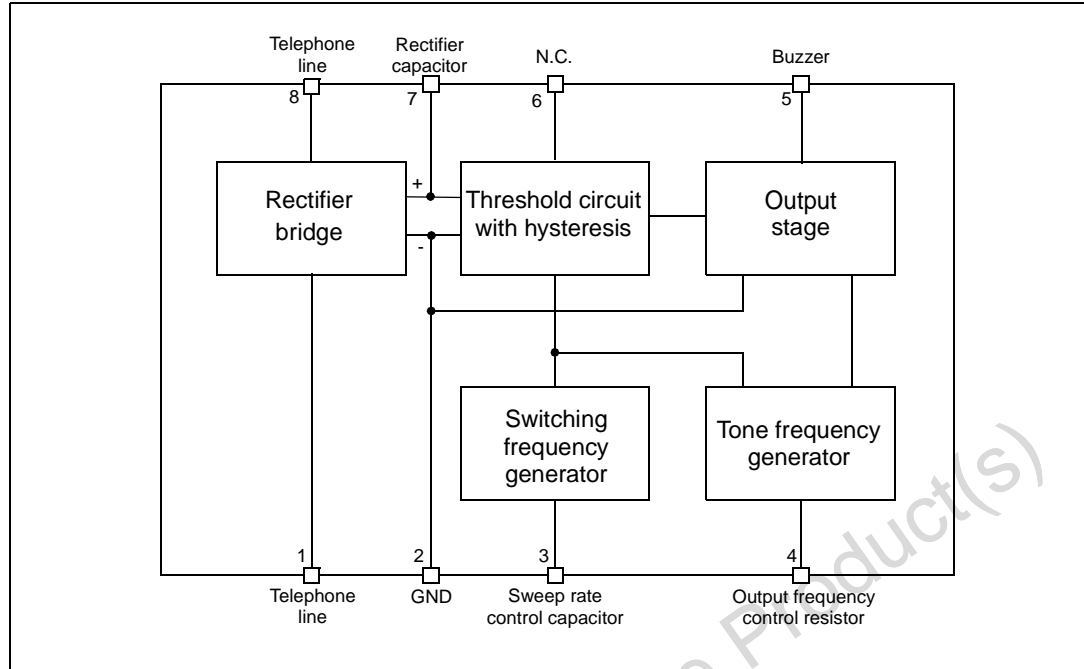 Telephone
line
Rectifier
capacitor
N.C.
Buzzer
8
7
6
5
Rectifier
bridge
+
-
Threshold circuit
with hysteresis
Output
stage
Switching
frequency
generator
Tone frequency
generator
1
2
3
4
Telephone
line
GND
Sweep rate
control capacitor
Output frequency
control resistor
Product(s)